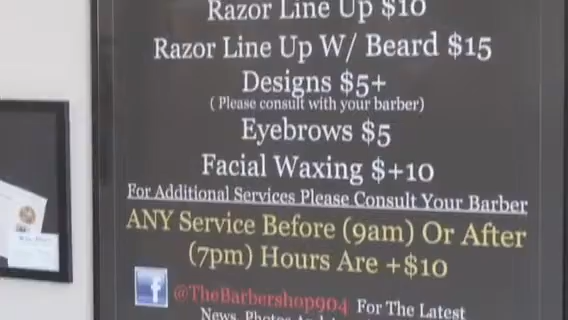 Razor Line Up $10
Razor Line Up W/ Beard $15
Designs $5+
( Please consult with your barber)
Eyebrows $5
Facial Waxing $+10
For Additional Services Please Consult Your Barber
ANY Service Before (9am) Or After
(7pm) Hours Are +$10
@TheBarbershop904 For The Latest
News, Photos